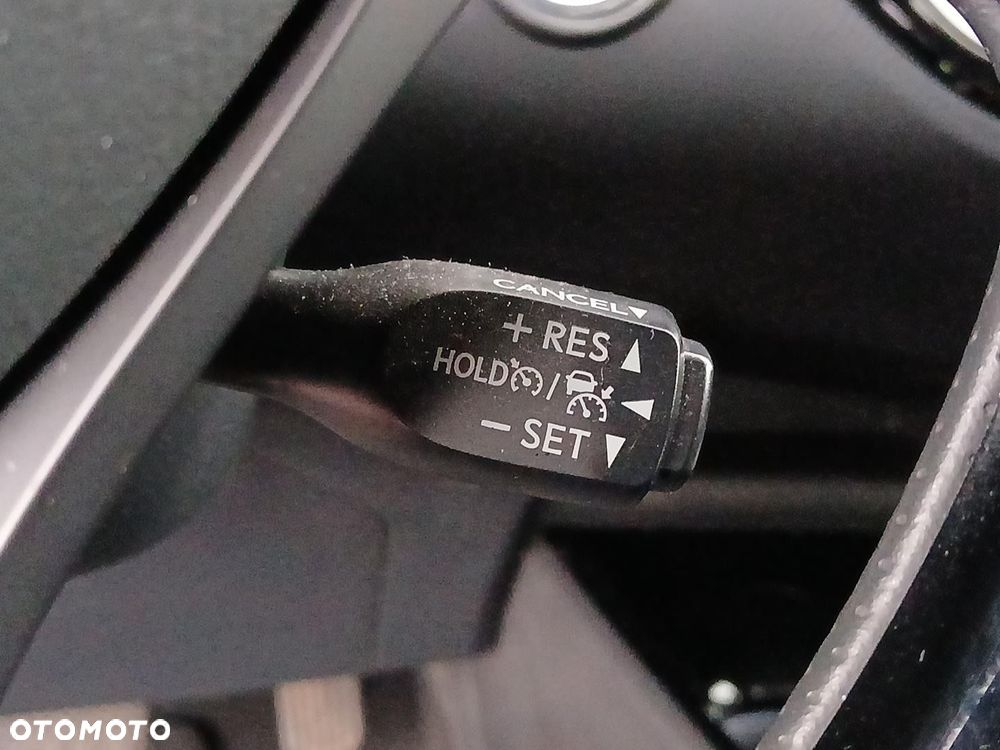 CANCEL▼
+ RES ▲
HOLD / ◀
− SET ▼
OTOMOTO